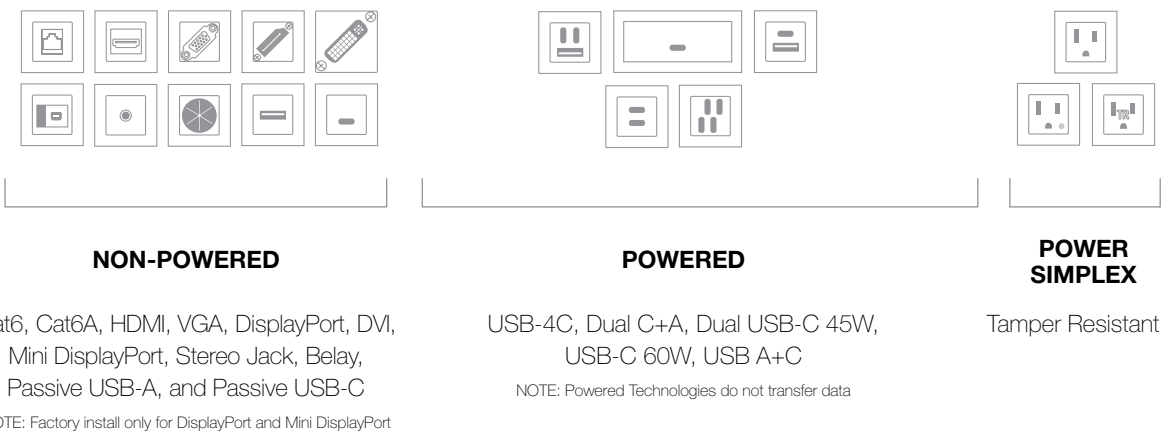 TR
NON-POWERED
at6, Cat6A, HDMI, VGA, DisplayPort, DVI,
Mini DisplayPort, Stereo Jack, Belay,
Passive USB-A, and Passive USB-C
OTE: Factory install only for DisplayPort and Mini DisplayPort
POWERED
USB-4C, Dual C+A, Dual USB-C 45W,
USB-C 60W, USB A+C
NOTE: Powered Technologies do not transfer data
POWER
SIMPLEX
Tamper Resistant